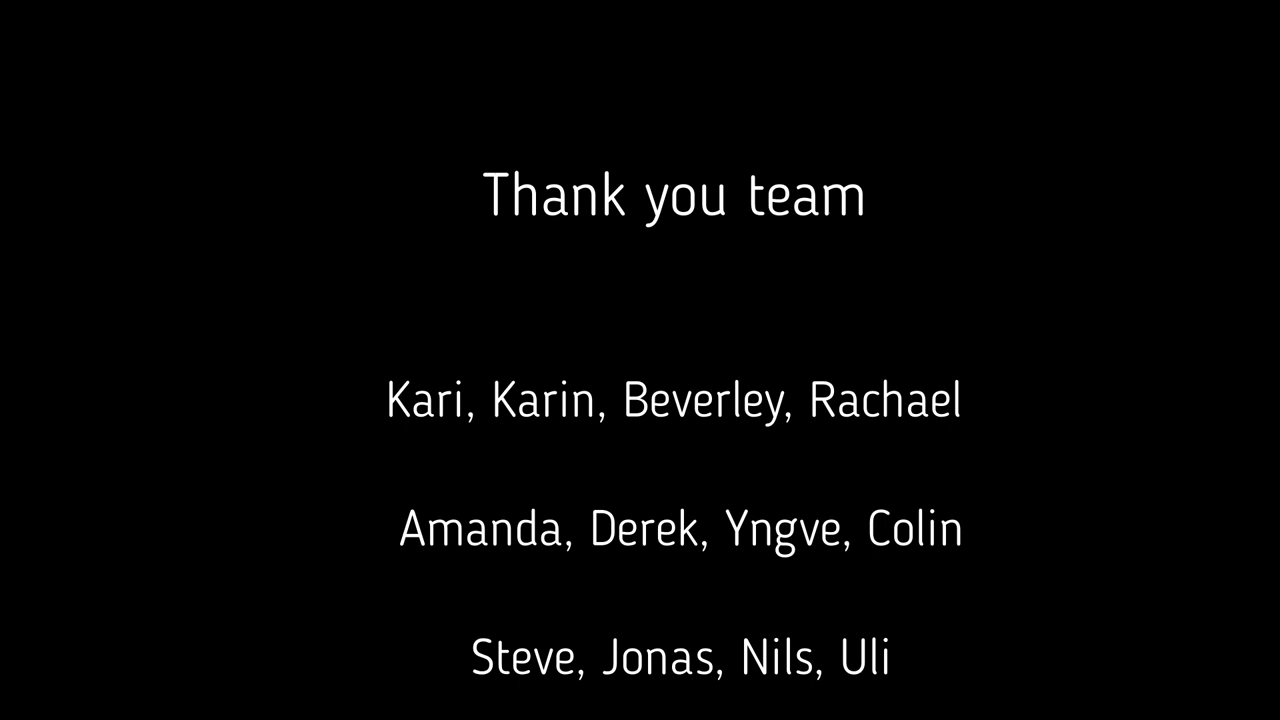 Thank you team
Kari, Karin, Beverley, Rachael
Amanda, Derek, Yngve, Colin
Steve, Jonas, Nils, Uli